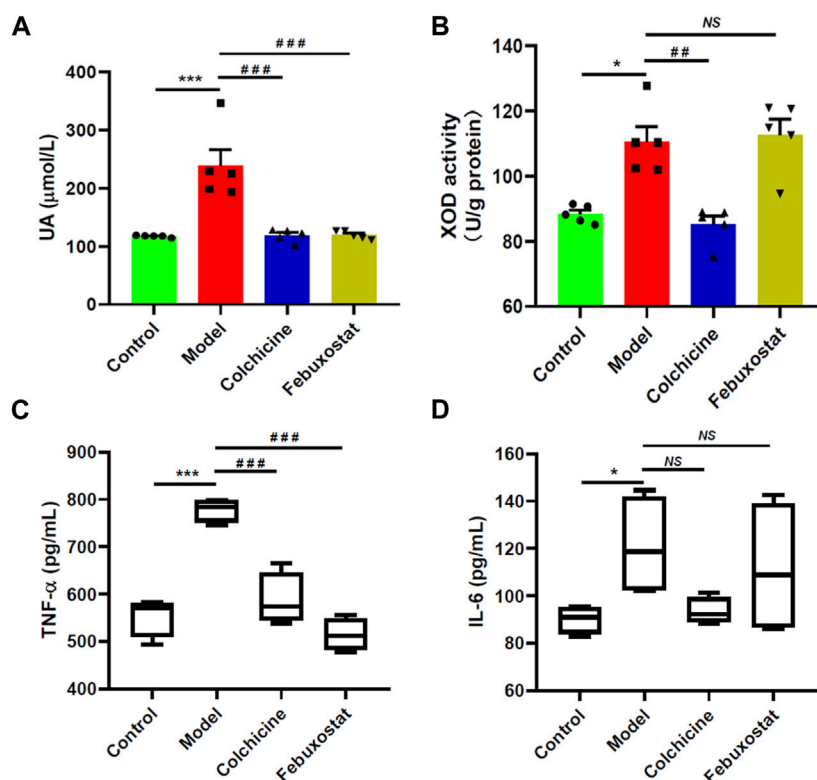 A
UA (μmol/L)
400
300
200
100
0
***
###
###
Control
Model
Colchicine
Febuxostat
B
XOD activity
(U/g protein)
140
120
100
80
60
*
##
NS
Control
Model
Colchicine
Febuxostat
C
TNF-α (pg/mL)
900
800
700
600
500
400
***
###
###
Control
Model
Colchicine
Febuxostat
D
IL-6 (pg/mL)
160
140
120
100
80
60
*
NS
NS
Control
Model
Colchicine
Febuxostat